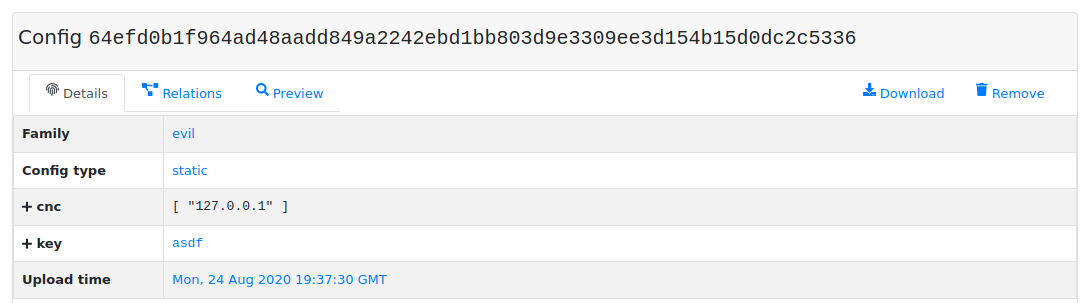 Config 64efd0b1f964ad48aadd849a2242ebd1bb803d9e3309ee3d154b15d0dc2c5336
Details Relations Preview Download Remove
Family evil
Config type static
+ cnc [ "127.0.0.1" ]
+ key asdf
Upload time Mon, 24 Aug 2020 19:37:30 GMT